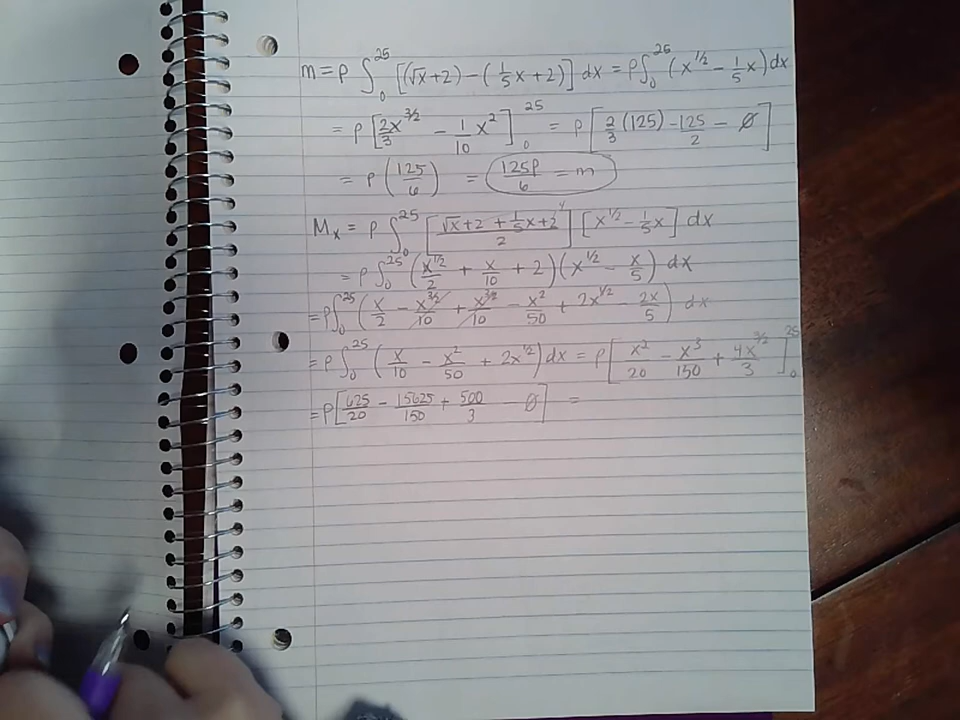 m = ρ ∫₀²⁵ [(√x+2) − (1/5 x + 2)] dx = ρ ∫₀²⁵ (x^1/2 − 1/5 x) dx
= ρ [2/3 x^3/2 − 1/10 x²]₀²⁵ = ρ [2/3 (125) − 125/2 − 0]
= ρ (125/6) = 125ρ/6 = m
Mx = ρ ∫₀²⁵ [(√x+2 + 1/5 x + 2)/2] [x^1/2 − 1/5 x] dx
= ρ ∫₀²⁵ (x^1/2/2 + x/10 + 2) (x^1/2 − x/5) dx
= ρ ∫₀²⁵ (x/2 − x^3/2/10 + x^3/2/10 − x²/50 + 2x^1/2 − 2x/5) dx
= ρ ∫₀²⁵ (x/10 − x²/50 + 2x^1/2) dx = ρ [x²/20 − x³/150 + 4x^3/2/3]₀²⁵
= ρ [625/20 − 15625/150 + 500/3 − 0] =